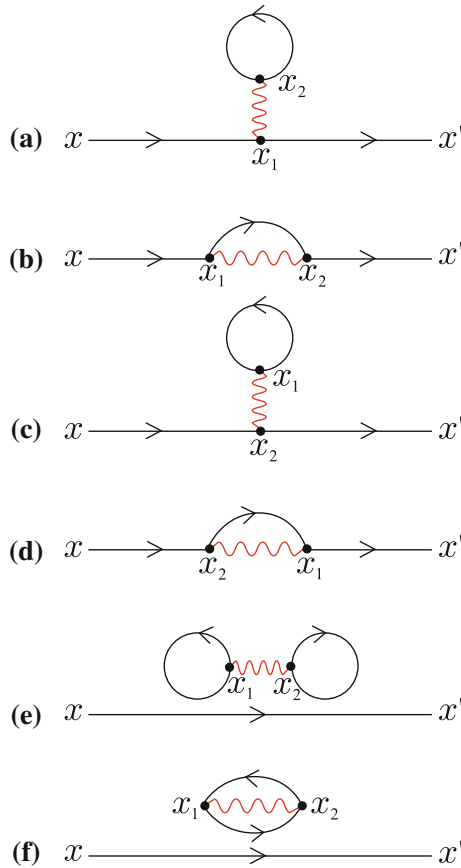 x₂
(a) x x₁ x'
(b) x x₁ x₂ x'
x₁
(c) x x₂ x'
(d) x x₂ x₁ x'
x₁ x₂
(e) x x'
x₁ x₂
(f) x x'